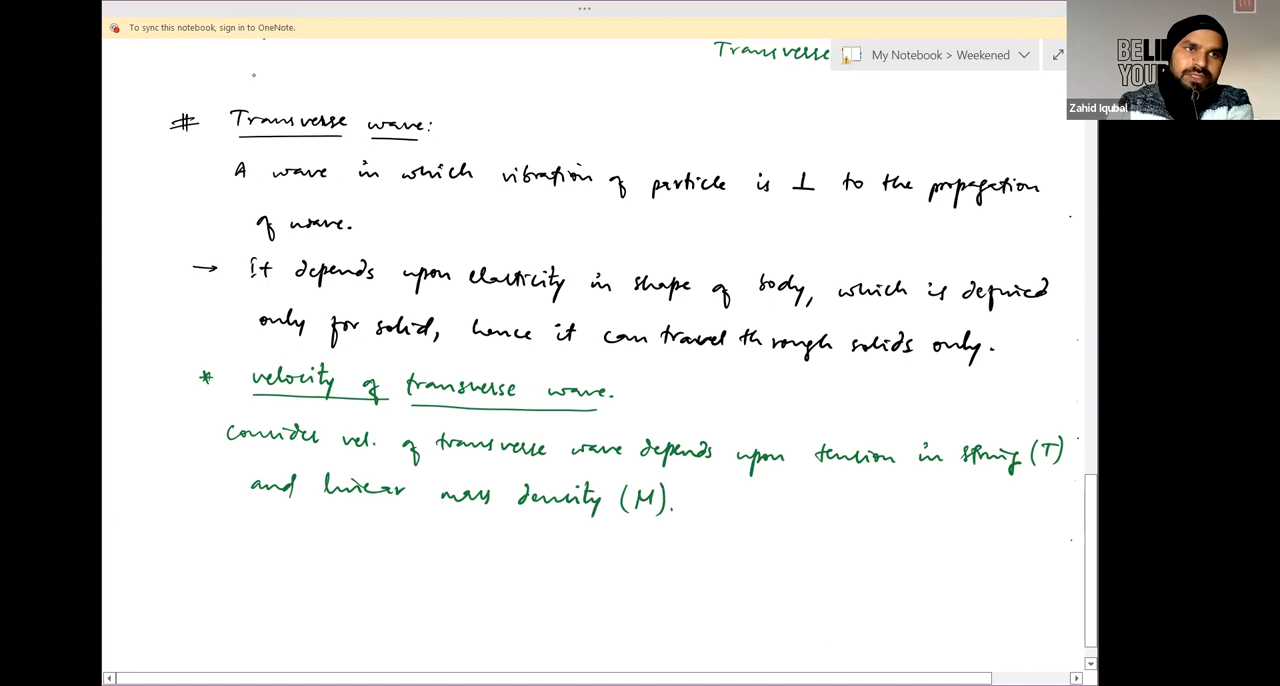 To sync this notebook, sign in to OneNote.
Transverse
My Notebook > Weekened
BELI
YOU
Zahid Iqubal
# Transverse wave:
A wave in which vibration of particle is ⊥ to the propagation
of wave.
→ It depends upon elasticity in shape of body, which is defined
only for solid, hence it can travel through solids only.
* velocity of transverse wave.
Consider vel. of transverse wave depends upon tension in string (T)
and linear mass density (μ).